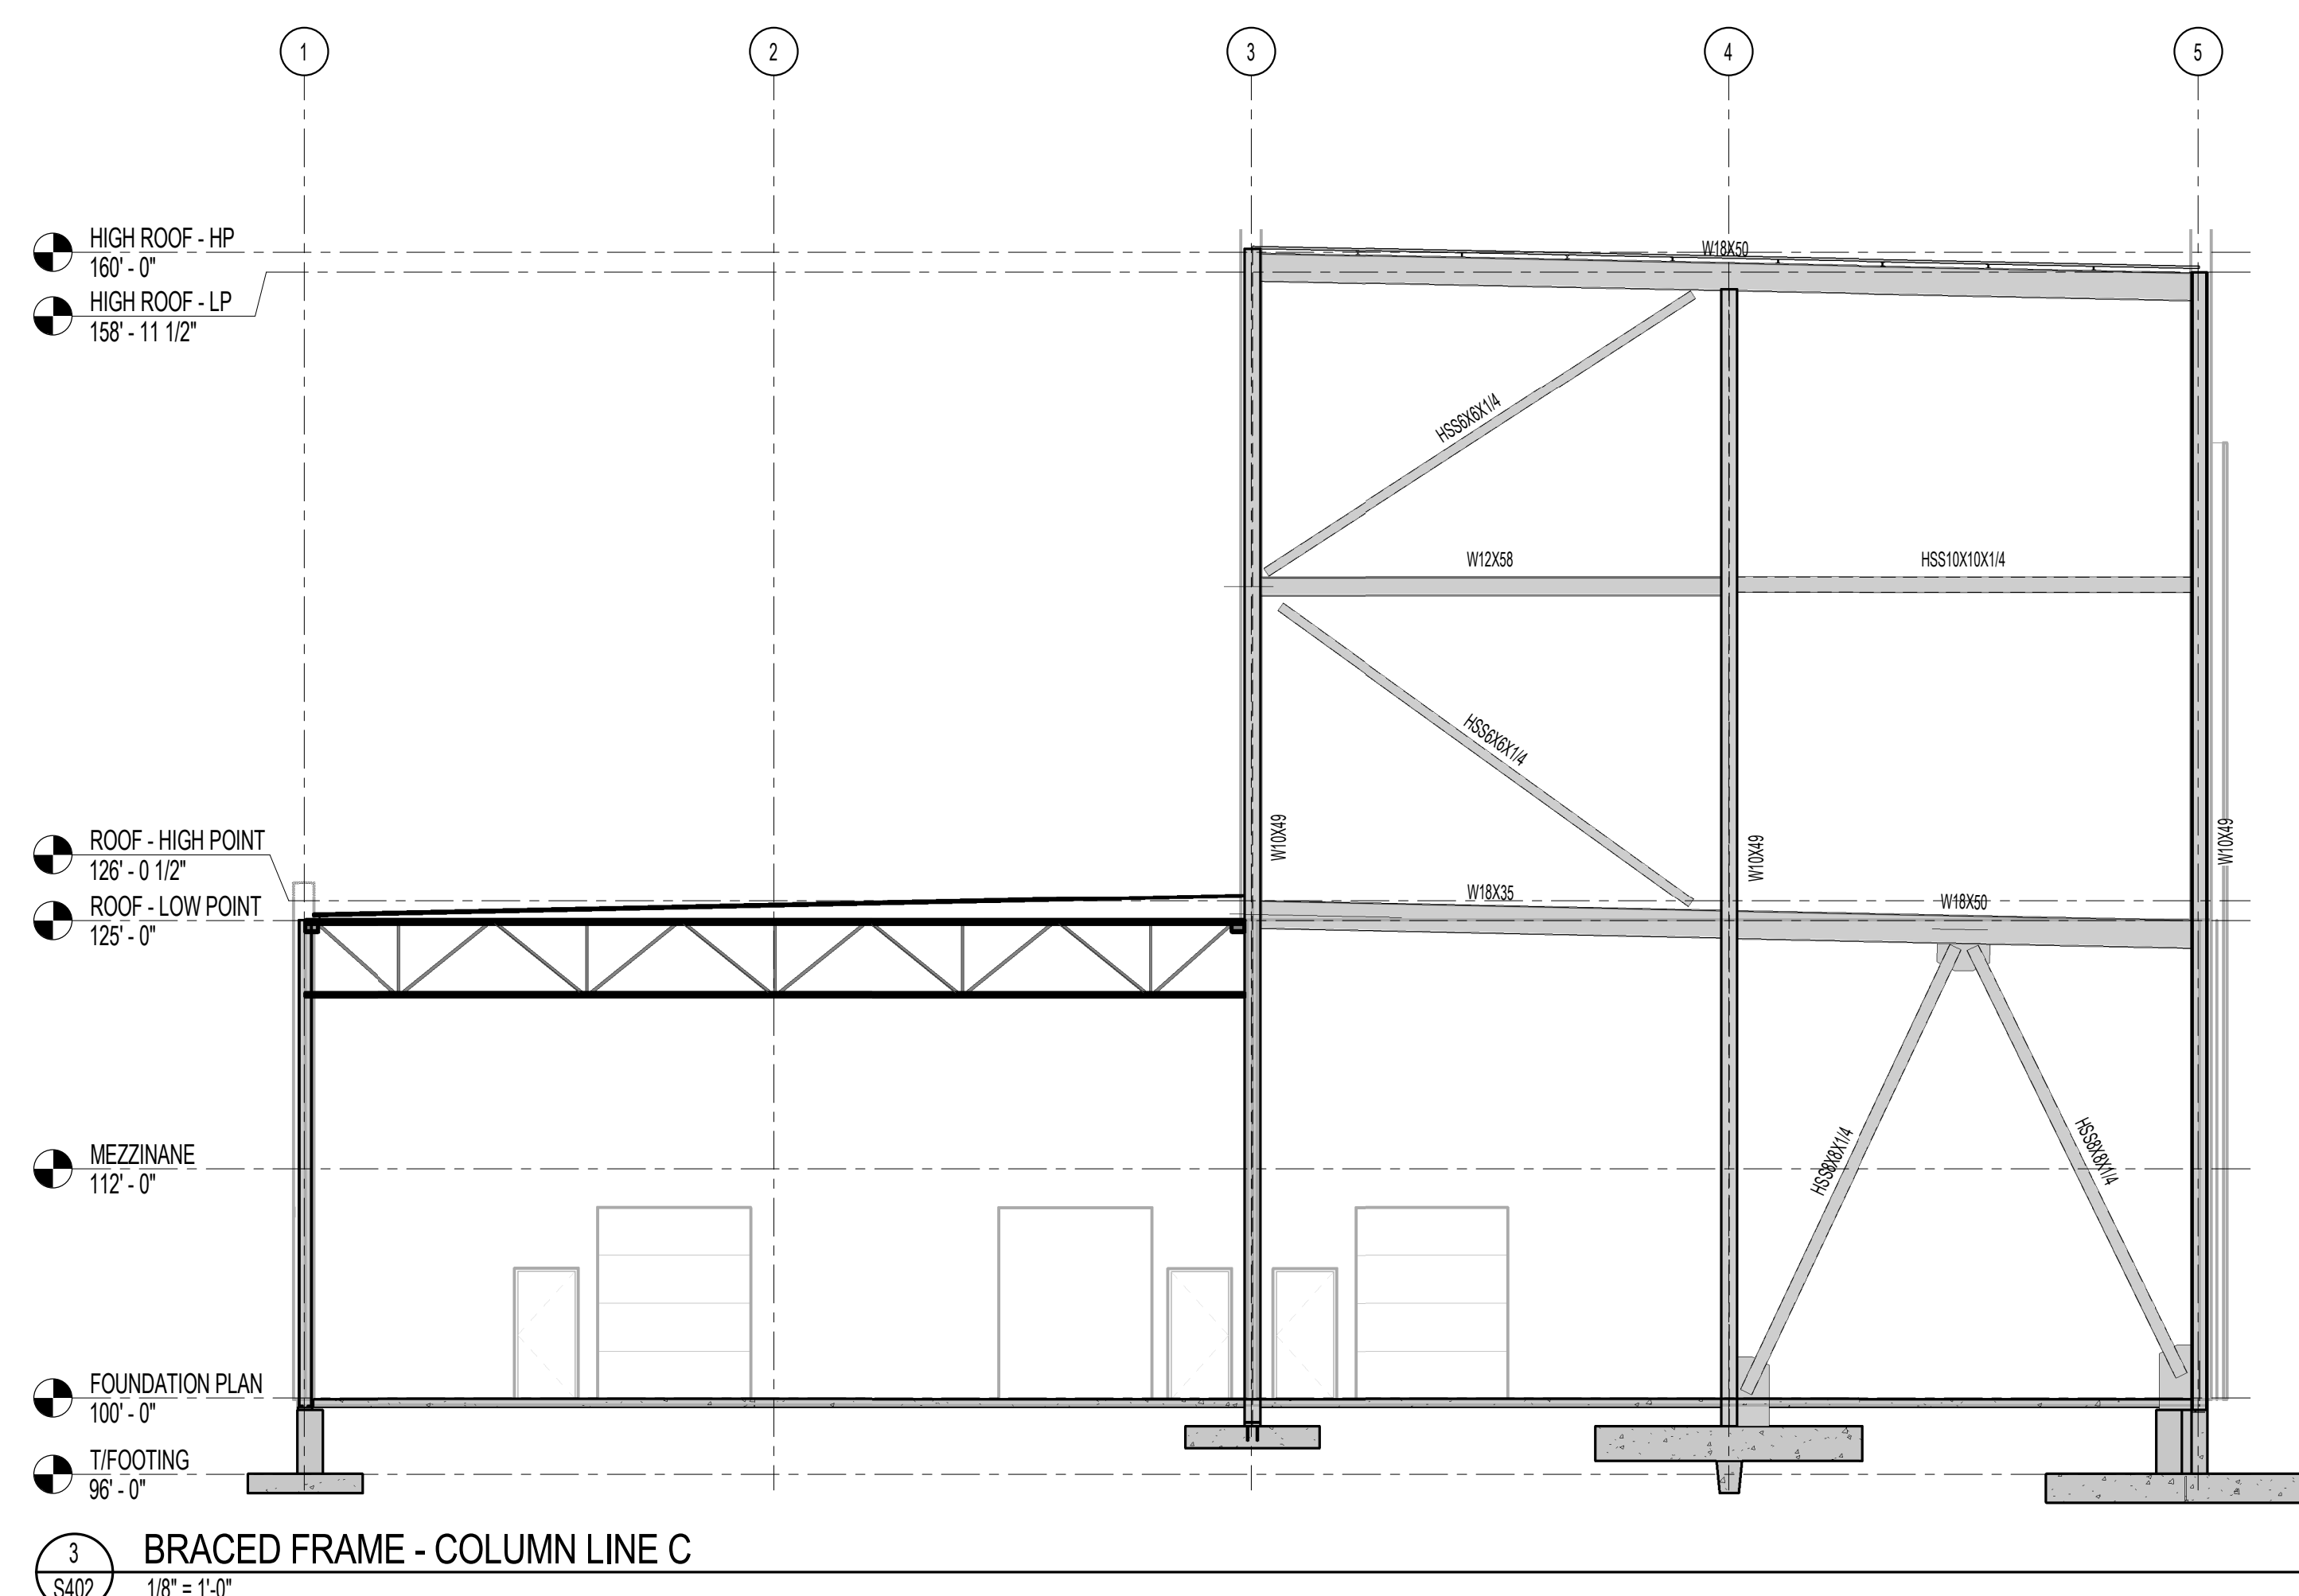 1
2
3
4
5
HIGH ROOF - HP
160' - 0"
HIGH ROOF - LP
158' - 11 1/2"
W18X50
HSS6X6X1/4
W12X58
HSS10X10X1/4
HSS6X6X1/4
W10X49
W10X49
W10X49
ROOF - HIGH POINT
126' - 0 1/2"
ROOF - LOW POINT
125' - 0"
W18X35
W18X50
MEZZINANE
112' - 0"
HSS8X8X1/4
HSS8X8X1/4
FOUNDATION PLAN
100' - 0"
T/FOOTING
96' - 0"
3
BRACED FRAME - COLUMN LINE C
S402
1/8" = 1'-0"